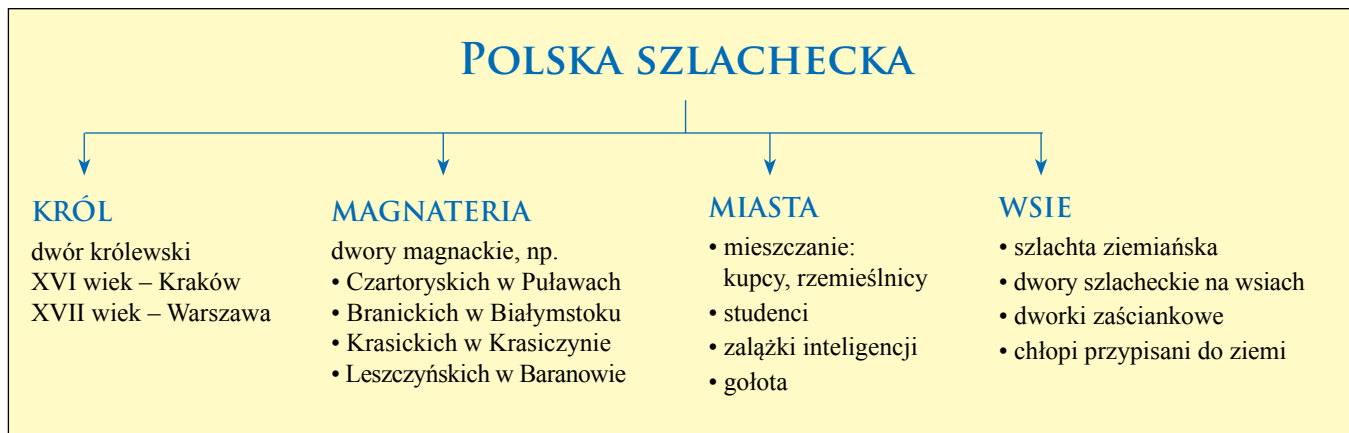 POLSKA SZLACHECKA
KRÓL
dwór królewski
XVI wiek – Kraków
XVII wiek – Warszawa
MAGNATERIA
dwory magnackie, np.
• Czartoryskich w Puławach
• Branickich w Białymstoku
• Krasickich w Krasiczynie
• Leszczyńskich w Baranowie
MIASTA
• mieszczanie:
kupcy, rzemieślnicy
• studenci
• zalążki inteligencji
• gołota
WSIE
• szlachta ziemiańska
• dwory szlacheckie na wsiach
• dworki zaściankowe
• chłopi przypisani do ziemi